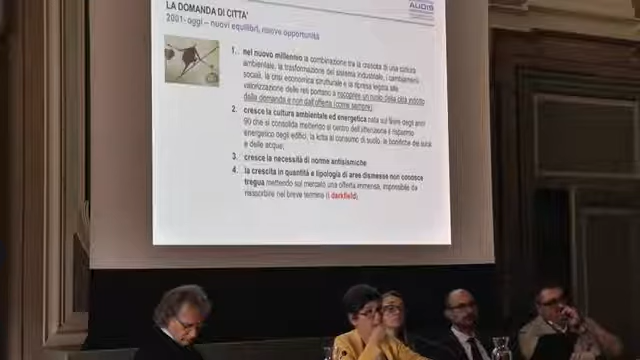 AUDIS
LA DOMANDA DI CITTA'
2001- oggi – nuovi equilibri, nuove opportunità
1. nel nuovo millennio la combinazione tra la crescita di una cultura
ambientale, la trasformazione del sistema industriale, i cambiamenti
sociali, la crisi economica strutturale e la ripresa legata alla
valorizzazione delle reti portano a riscoprire un ruolo della città indotto
dalla domanda e non dall'offerta (come sempre);
2. cresce la cultura ambientale ed energetica nata sul finire degli anni
90 che si consolida mettendo al centro dell'attenzione il risparmio
energetico degli edifici, la lotta al consumo di suolo, le bonifiche dei suoli
e delle acque;
3. cresce la necessità di norme antisismiche
4. la crescita in quantità e tipologia di aree dismesse non conosce
tregua mettendo sul mercato una offerta immensa, impossibile da
riassorbire nel breve termine (i darkfield).